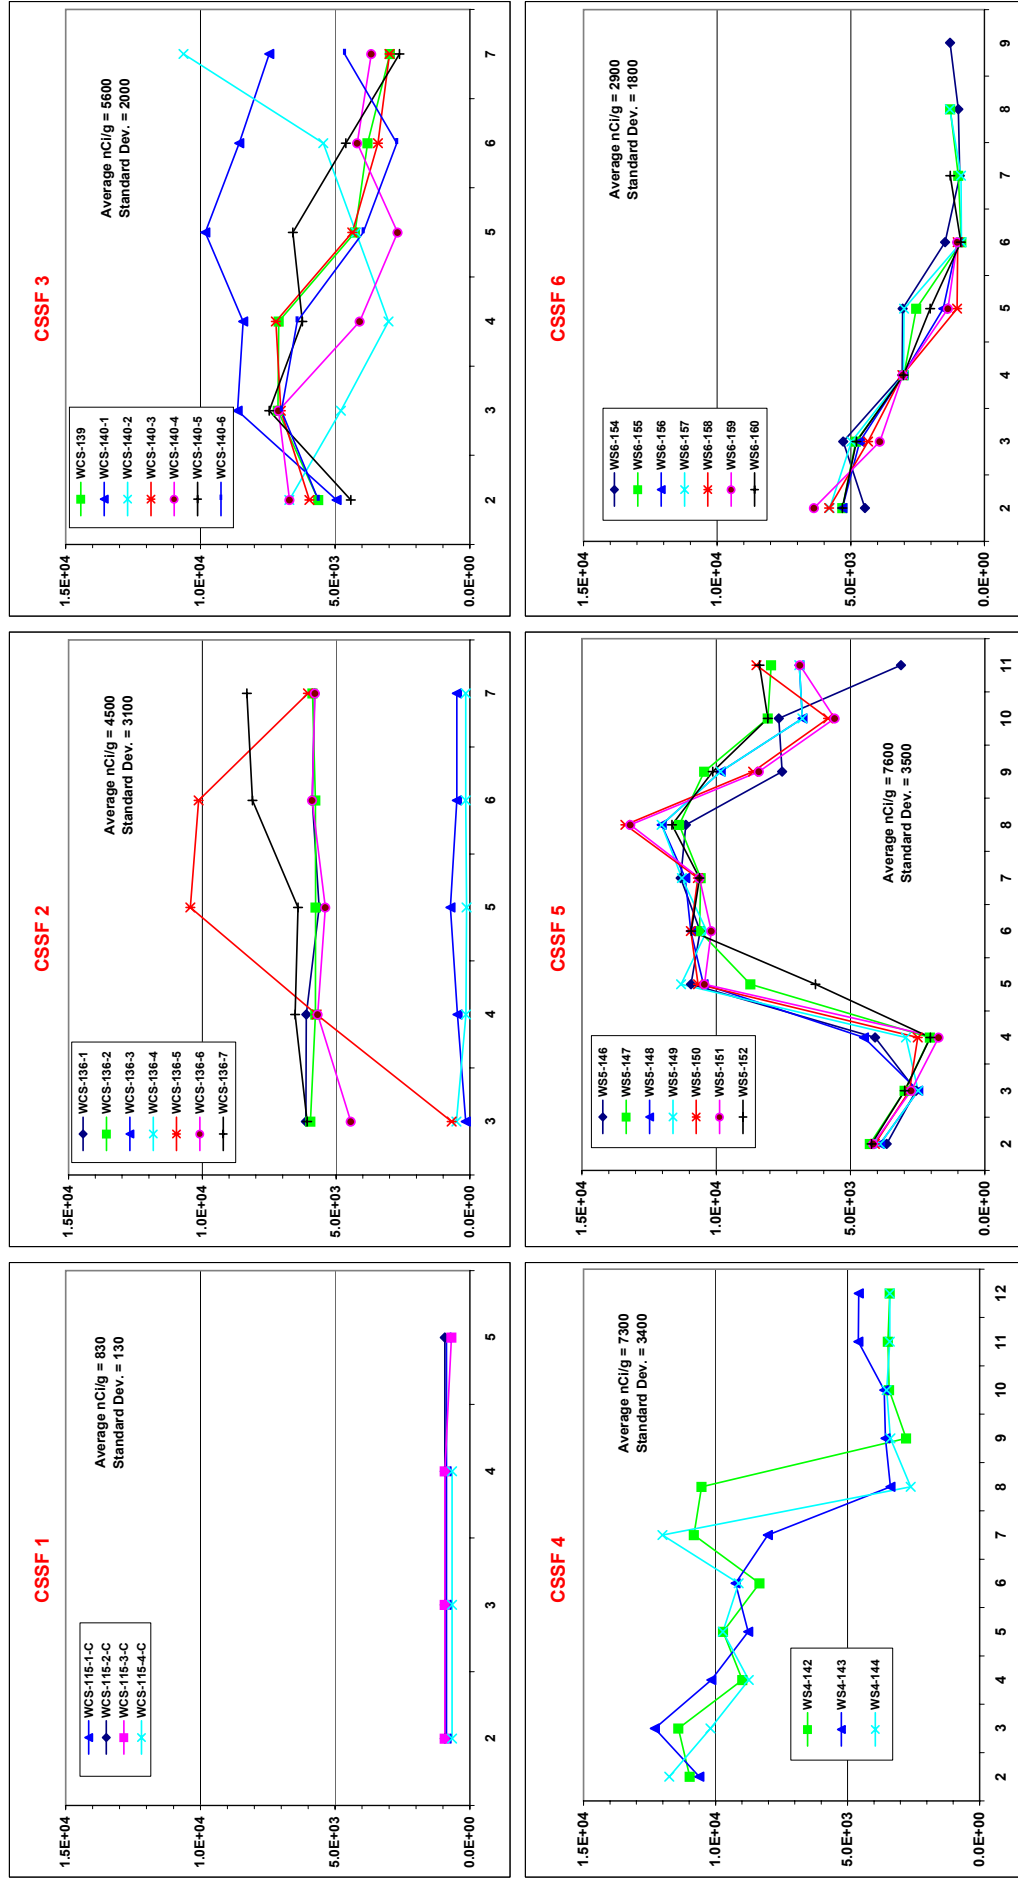 CSSF 1
1.5E+04
1.0E+04
5.0E+03
0.0E+00
2
3
4
5
WCS-115-1-C
WCS-115-2-C
WCS-115-3-C
WCS-115-4-C
Average nCi/g = 830
Standard Dev. = 130
CSSF 2
1.5E+04
1.0E+04
5.0E+03
0.0E+00
3
4
5
6
7
WCS-136-1
WCS-136-2
WCS-136-3
WCS-136-4
WCS-136-5
WCS-136-6
WCS-136-7
Average nCi/g = 4500
Standard Dev. = 3100
CSSF 3
1.5E+04
1.0E+04
5.0E+03
0.0E+00
2
3
4
5
6
7
WCS-139
WCS-140-1
WCS-140-2
WCS-140-3
WCS-140-4
WCS-140-5
WCS-140-6
Average nCi/g = 5600
Standard Dev. = 2000
CSSF 4
1.5E+04
1.0E+04
5.0E+03
0.0E+00
2
3
4
5
6
7
8
9
10
11
12
WS4-142
WS4-143
WS4-144
Average nCi/g = 7300
Standard Dev. = 3400
CSSF 5
1.5E+04
1.0E+04
5.0E+03
0.0E+00
2
3
4
5
6
7
8
9
10
11
WS5-146
WS5-147
WS5-148
WS5-149
WS5-150
WS5-151
WS5-152
Average nCi/g = 7600
Standard Dev. = 3500
CSSF 6
1.5E+04
1.0E+04
5.0E+03
0.0E+00
2
3
4
5
6
7
8
9
WS6-154
WS6-155
WS6-156
WS6-157
WS6-158
WS6-159
WS6-160
Average nCi/g = 2900
Standard Dev. = 1800